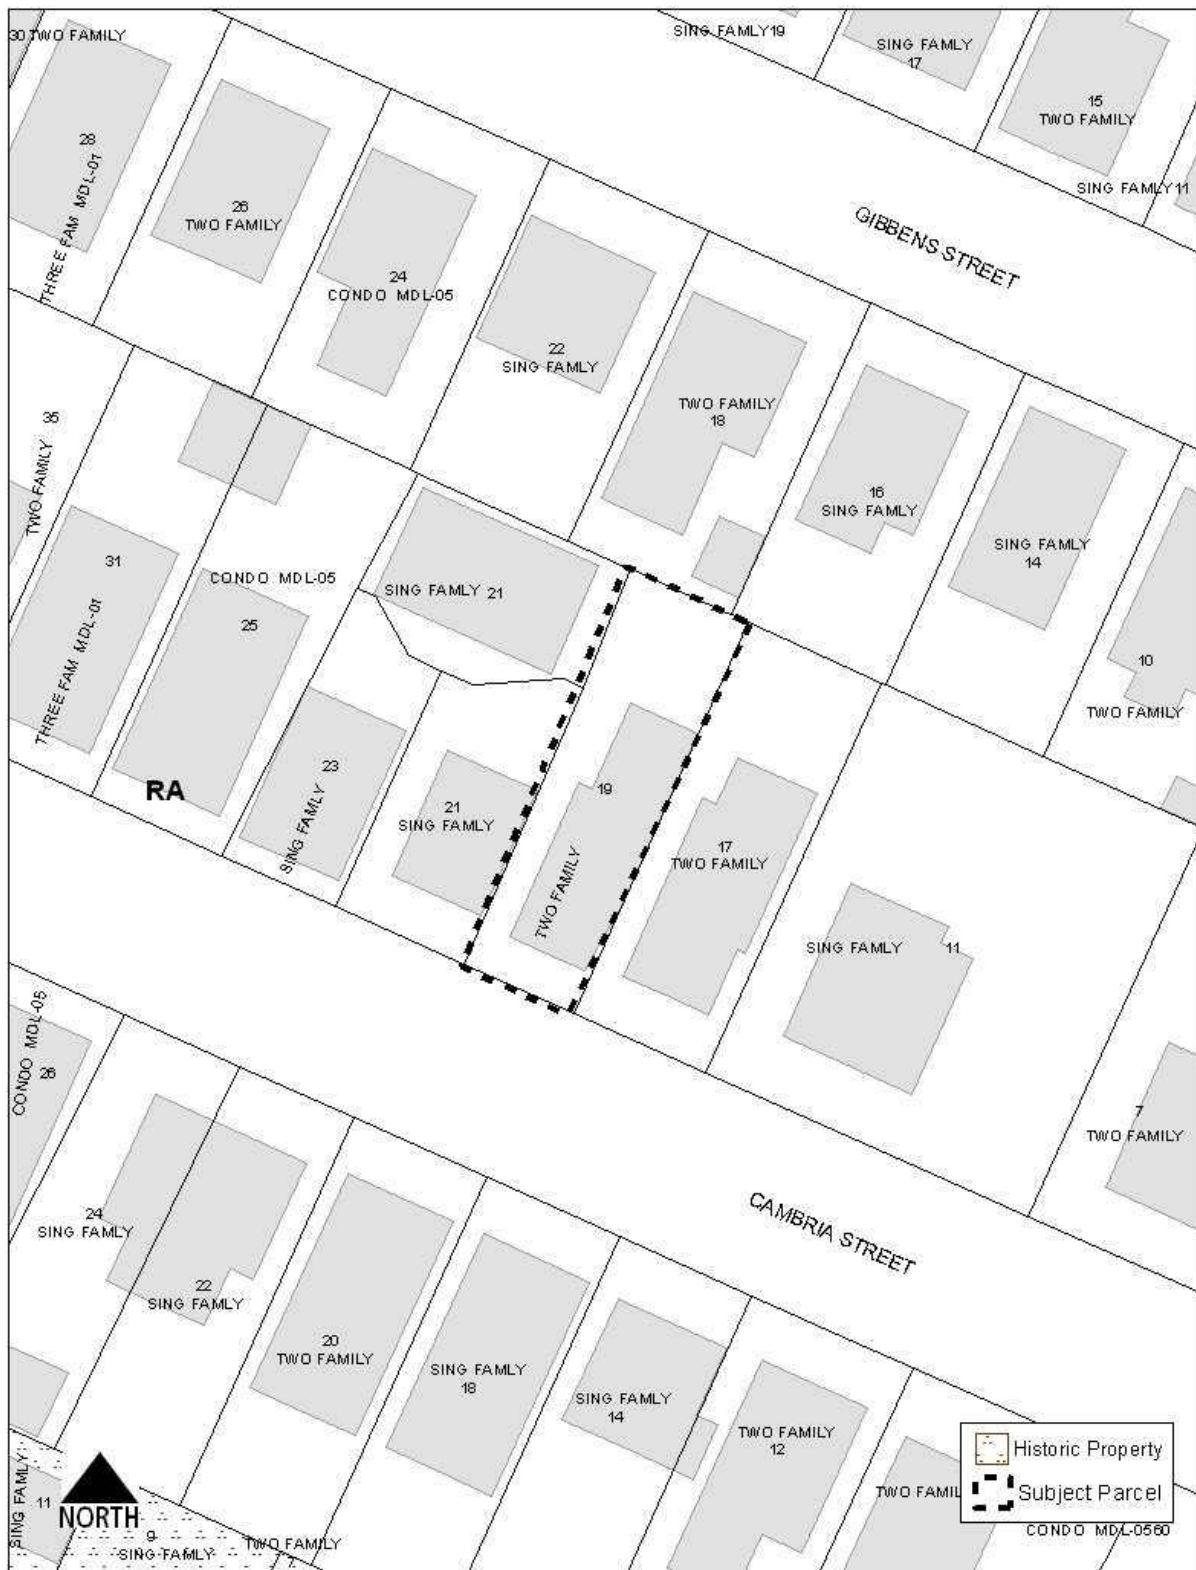 30 TWO FAMILY
SING FAMLY 19
SING FAMLY
17
15
TWO FAMILY
SING FAMLY 11
28
THREE FAM MDL-01
26
TWO FAMILY
24
CONDO MDL-05
22
SING FAMLY
GIBBENS STREET
TWO FAMILY
18
16
SING FAMLY
SING FAMLY
14
10
TWO FAMILY
TWO FAMILY 35
31
THREE FAM MDL-01
CONDO MDL-05
25
SING FAMLY 21
23
SING FAMLY
RA
21
SING FAMLY
19
TWO FAMILY
17
TWO FAMILY
SING FAMLY 11
7
TWO FAMILY
CONDO MDL-05
26
CAMBRIA STREET
24
SING FAMLY
22
SING FAMLY
20
TWO FAMILY
SING FAMLY
18
SING FAMLY
14
TWO FAMILY
12
TWO FAMIL
CONDO MDL-0560
Historic Property
Subject Parcel
NORTH
SING FAMLY
11
9
SING FAMLY
TWO FAMILY
7